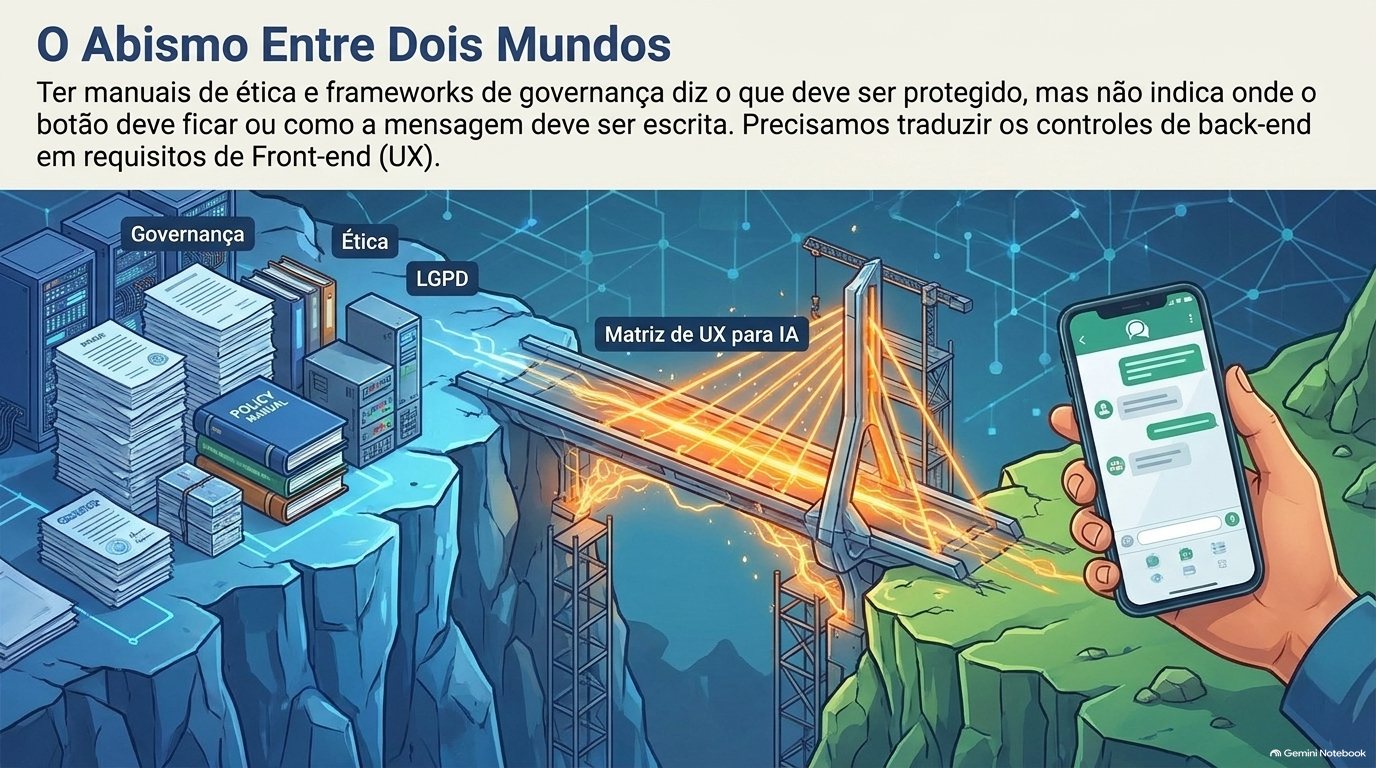 O Abismo Entre Dois Mundos
Ter manuais de ética e frameworks de governança diz o que deve ser protegido, mas não indica onde o
botão deve ficar ou como a mensagem deve ser escrita. Precisamos traduzir os controles de back-end
em requisitos de Front-end (UX).
Governança
Ética
LGPD
Matriz de UX para IA
POLICY
MANUAL
Gemini Notebook